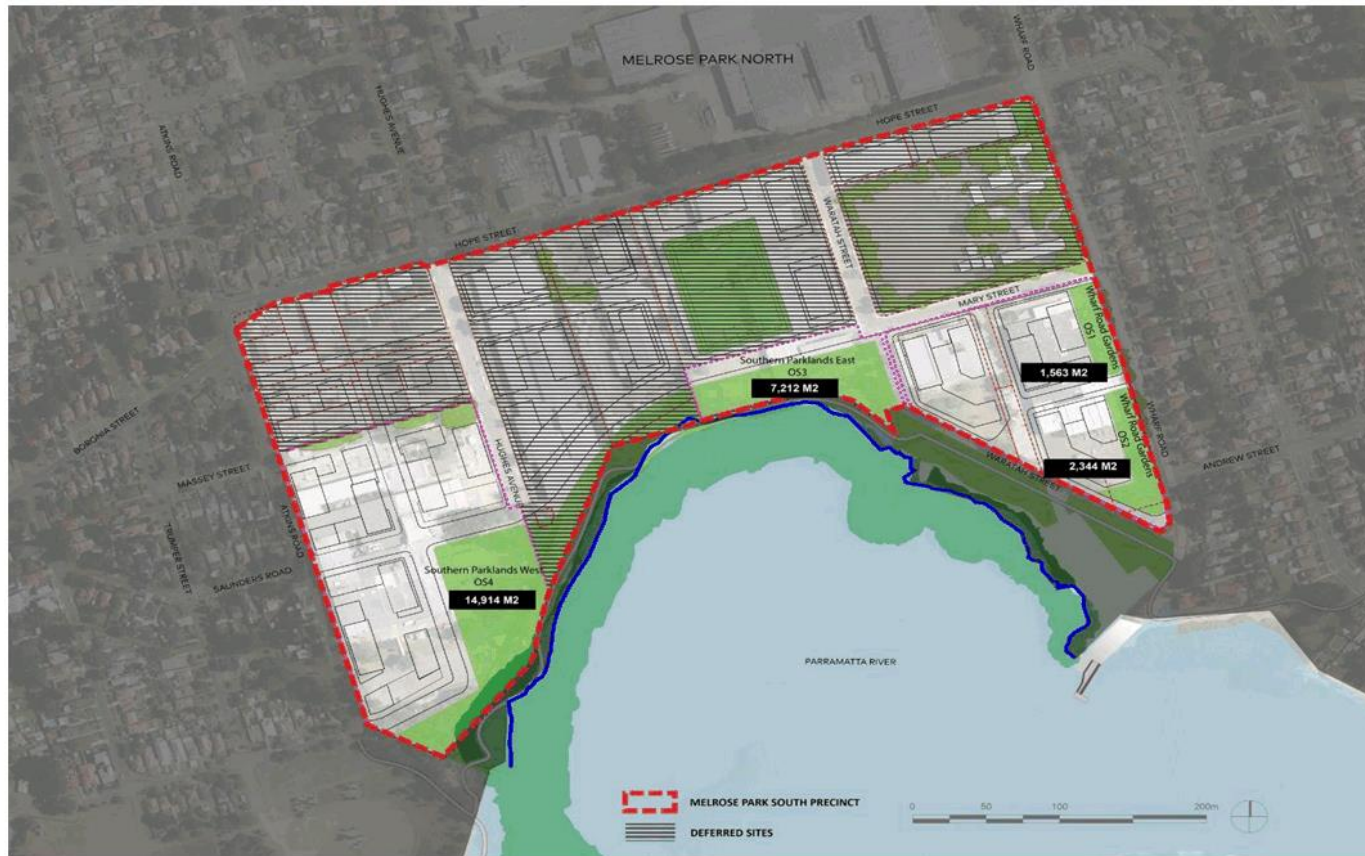 MELROSE PARK NORTH
WHARF ROAD
HOPE STREET
HUGHES AVENUE
ATKINS ROAD
WARATAH STREET
HOPE STREET
MARY STREET
Wharf Road Gardens
OS1
1,563 M2
Southern Parklands East
OS3
7,212 M2
BORONIA STREET
MASSEY STREET
HUGHES AVENUE
ATKINS ROAD
WHARF ROAD
Wharf Road Gardens
OS2
2,344 M2
WARATAH STREET
ANDREW STREET
TRUMPER STREET
SAUNDERS ROAD
Southern Parklands West
OS4
14,914 M2
PARRAMATTA RIVER
MELROSE PARK SOUTH PRECINCT
DEFERRED SITES
0 50 100 200m